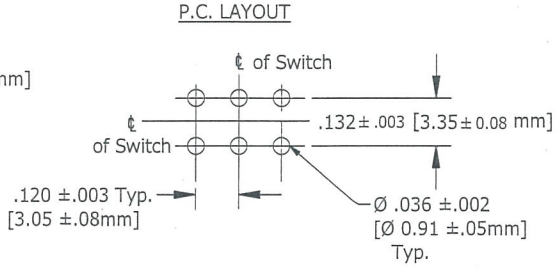 P.C. LAYOUT
℄ of Switch
mm]
℄
of Switch
.132± .003 [3.35± 0.08 mm]
.120 ±.003 Typ.
[3.05 ±.08mm]
Ø .036 ±.002
[Ø 0.91 ±.05mm]
Typ.